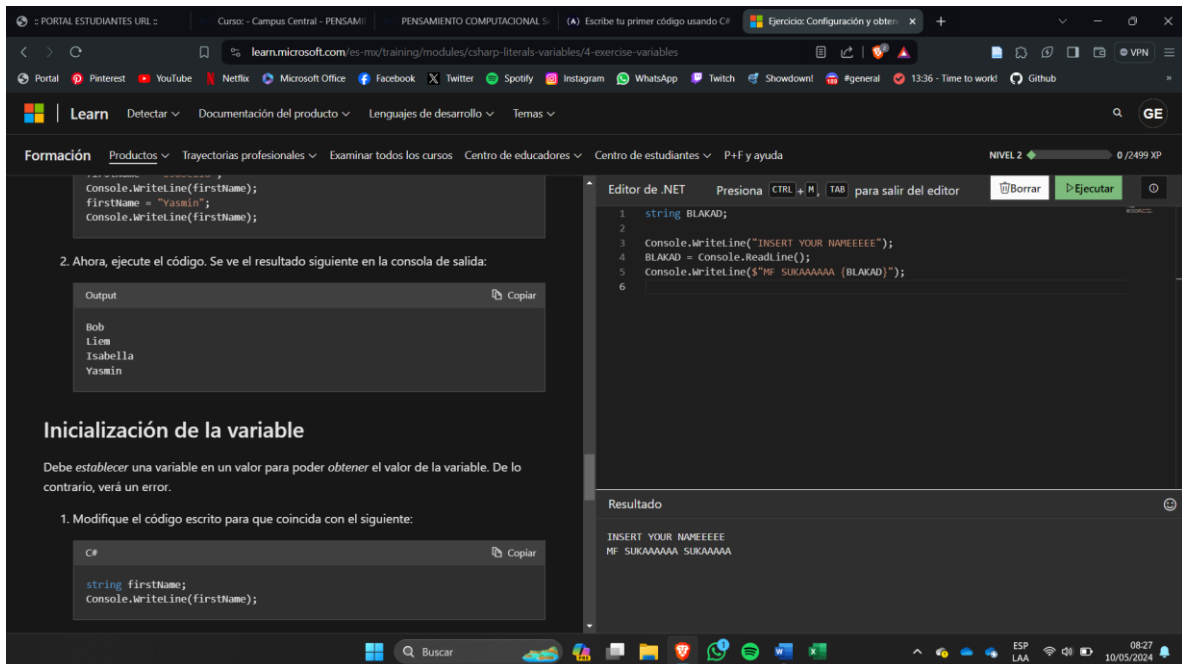 :: PORTAL ESTUDIANTES URL ::
Curso: - Campus Central - PENSAMI
PENSAMIENTO COMPUTACIONAL S
(A) Escribe tu primer código usando C#
Ejercicio: Configuración y obten
learn.microsoft.com/es-mx/training/modules/csharp-literals-variables/4-exercise-variables
VPN
Portal Pinterest YouTube Netflix Microsoft Office Facebook Twitter Spotify Instagram WhatsApp Twitch Showdown! #general 13:36 - Time to work! Github
Learn Detectar Documentación del producto Lenguajes de desarrollo Temas
GE
Formación Productos Trayectorias profesionales Examinar todos los cursos Centro de educadores Centro de estudiantes P+F y ayuda
NIVEL 2 0 /2499 XP
Console.WriteLine(firstName);
firstName = "Yasmin";
Console.WriteLine(firstName);
2. Ahora, ejecute el código. Se ve el resultado siguiente en la consola de salida:
Output Copiar
Bob
Liem
Isabella
Yasmin
Inicialización de la variable
Debe establecer una variable en un valor para poder obtener el valor de la variable. De lo
contrario, verá un error.
1. Modifique el código escrito para que coincida con el siguiente:
C# Copiar
string firstName;
Console.WriteLine(firstName);
Editor de .NET Presiona CTRL + M, TAB para salir del editor
Borrar Ejecutar
1 string BLAKAD;
2
3 Console.WriteLine("INSERT YOUR NAMEEEEE");
4 BLAKAD = Console.ReadLine();
5 Console.WriteLine($"MF SUKAAAAAA {BLAKAD}");
6
Resultado
INSERT YOUR NAMEEEEE
MF SUKAAAAAA SUKAAAAA
Buscar
ESP
LAA
08:27
10/05/2024